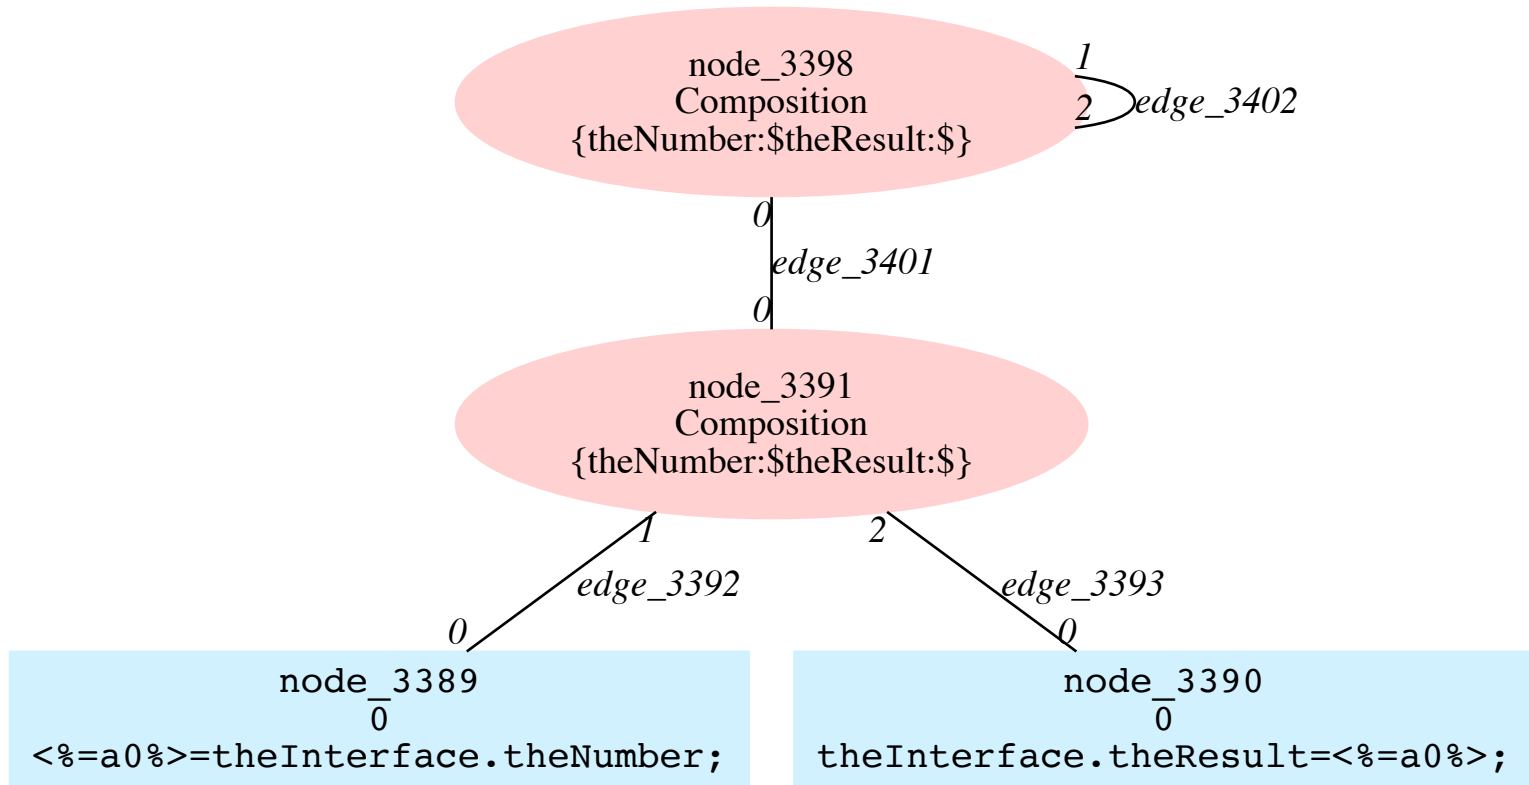 node_3398
Composition
{theNumber:$theResult:$}
1
2
edge_3402
0
edge_3401
0
node_3391
Composition
{theNumber:$theResult:$}
1
2
edge_3392
edge_3393
0
0
node_3389
0
<%=a0%>=theInterface.theNumber;
node_3390
0
theInterface.theResult=<%=a0%>;